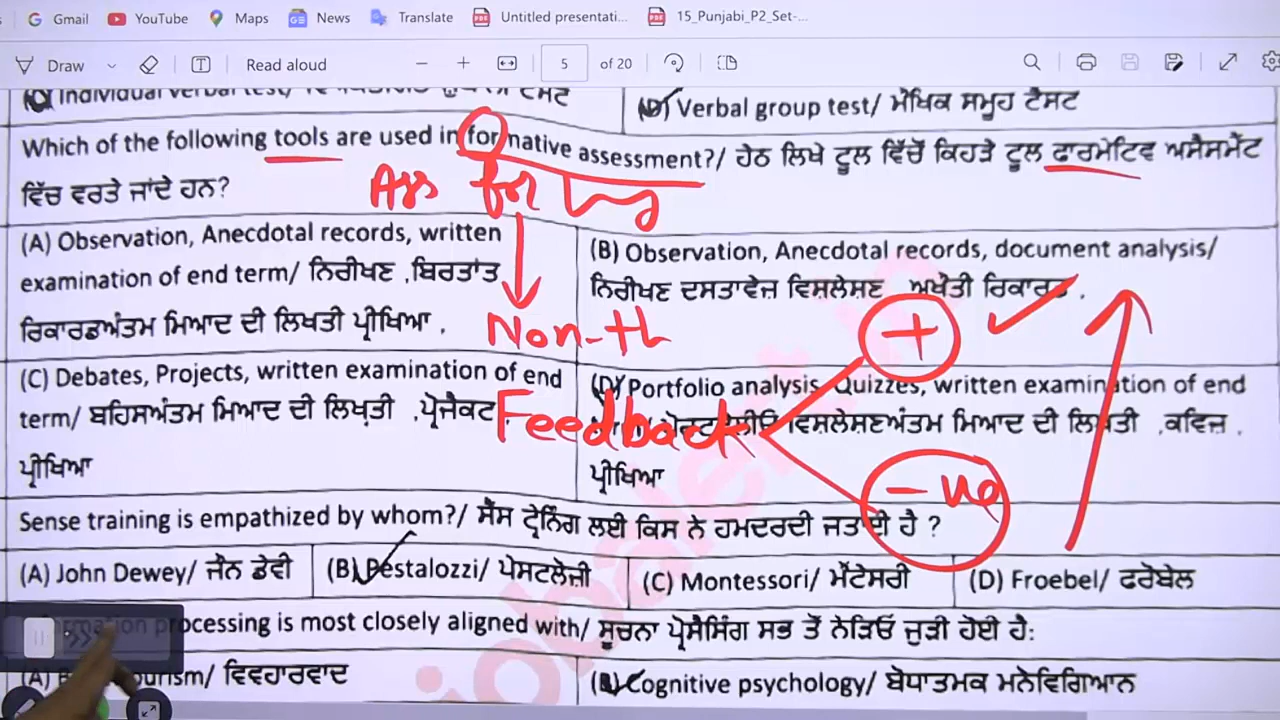 Gmail YouTube Maps News Translate Untitled presentati... 15_Punjabi_P2_Set-...
Draw Read aloud 5 of 20
Verbal group test/ ਮੌਖਿਕ ਸਮੂਹ ਟੈਸਟ
Which of the following tools are used in formative assessment?/ ਹੇਠ ਲਿਖੇ ਟੂਲ ਵਿੱਚੋਂ ਕਿਹੜੇ ਟੂਲ ਫਾਰਮੇਟਿਵ ਅਸੈਸਮੈਂਟ
ਵਿੱਚ ਵਰਤੇ ਜਾਂਦੇ ਹਨ?
Ass for
(A) Observation, Anecdotal records, written
examination of end term/ ਨਿਰੀਖਣ ,ਬਿਰਤਾਂਤ
ਰਿਕਾਰਡਅੰਤਮ ਮਿਆਦ ਦੀ ਲਿਖਤੀ ਪ੍ਰੀਖਿਆ ,
(B) Observation, Anecdotal records, document analysis/
ਨਿਰੀਖਣ ਦਸਤਾਵੇਜ਼ ਵਿਸ਼ਲੇਸ਼ਣ ਅਖੌਤੀ ਰਿਕਾਰਡ ,
Non-th
+
(C) Debates, Projects, written examination of end
term/ ਬਹਿਸਅੰਤਮ ਮਿਆਦ ਦੀ ਲਿਖ਼ਤੀ ,ਪ੍ਰੋਜੈਕਟ
ਪ੍ਰੀਖਿਆ
(D) Portfolio analysis, Quizzes, written examination of end
ਵਿਸ਼ਲੇਸ਼ਣਅੰਤਮ ਮਿਆਦ ਦੀ ਲਿਖਤੀ ,ਕਵਿਜ਼ ,
ਪ੍ਰੀਖਿਆ
Feedback
- ve
Sense training is empathized by whom?/ ਸੈਂਸ ਟ੍ਰੇਨਿੰਗ ਲਈ ਕਿਸ ਨੇ ਹਮਦਰਦੀ ਜਤਾਈ ਹੈ ?
(A) John Dewey/ ਜੌਨ ਡੇਵੀ (B) Pestalozzi/ ਪੇਸਟਲੋਜ਼ੀ (C) Montessori/ ਮੌਂਟੇਸਰੀ (D) Froebel/ ਫਰੋਬੇਲ
processing is most closely aligned with/ ਸੂਚਨਾ ਪ੍ਰੋਸੈਸਿੰਗ ਸਭ ਤੋਂ ਨੇੜਿਓਂ ਜੁੜੀ ਹੋਈ ਹੈ:
(A) ਵਿਵਹਾਰਵਾਦ
Cognitive psychology/ ਬੋਧਾਤਮਕ ਮਨੋਵਿਗਿਆਨ